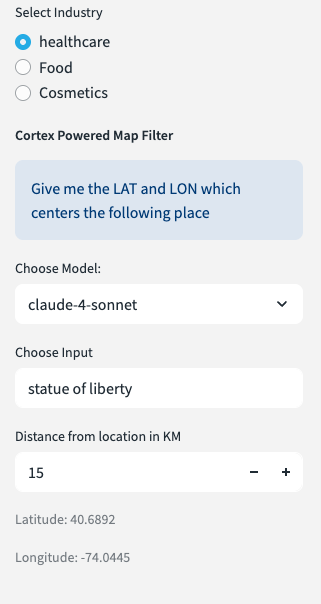 Select Industry
healthcare
Food
Cosmetics
Cortex Powered Map Filter
Give me the LAT and LON which
centers the following place
Choose Model:
claude-4-sonnet
Choose Input
statue of liberty
Distance from location in KM
15
Latitude: 40.6892
Longitude: -74.0445